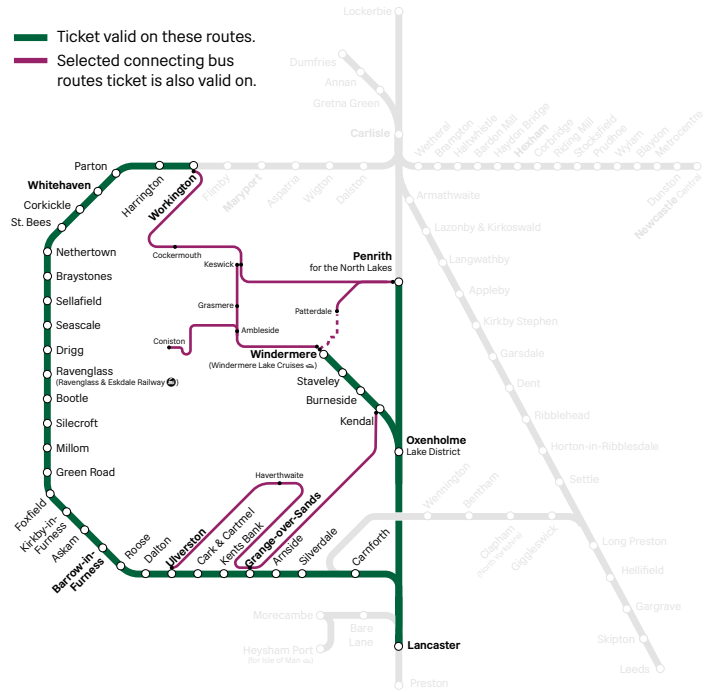 Ticket valid on these routes.
Selected connecting bus
routes ticket is also valid on.
Lockerbie
Dumfries
Annan
Gretna Green
Carlisle
Wetheral
Brampton
Haltwhistle
Bardon Mill
Haydon Bridge
Hexham
Corbridge
Riding Mill
Stocksfield
Prudhoe
Wylam
Blaydon
Metrocentre
Dunston
Newcastle Central
Parton
Harrington
Workington
Flimby
Maryport
Aspatria
Wigton
Dalston
Whitehaven
Corkickle
St. Bees
Nethertown
Braystones
Sellafield
Seascale
Drigg
Ravenglass
(Ravenglass & Eskdale Railway)
Bootle
Silecroft
Millom
Green Road
Foxfield
Kirkby-in-
Furness
Askam
Barrow-in-
Furness
Roose
Dalton
Ulverston
Cark & Cartmel
Kents Bank
Grange-over-Sands
Arnside
Silverdale
Carnforth
Haverthwaite
Cockermouth
Keswick
Grasmere
Ambleside
Coniston
Penrith
for the North Lakes
Patterdale
Windermere
(Windermere Lake Cruises)
Staveley
Burneside
Kendal
Oxenholme
Lake District
Armathwaite
Lazonby & Kirkoswald
Langwathby
Appleby
Kirkby Stephen
Garsdale
Dent
Ribblehead
Horton-in-Ribblesdale
Settle
Wennington
Bentham
Clapham
Giggleswick
Long Preston
Hellifield
Gargrave
Skipton
Leeds
Morecambe
Bare
Lane
Heysham Port
(for Isle of Man)
Lancaster
Preston